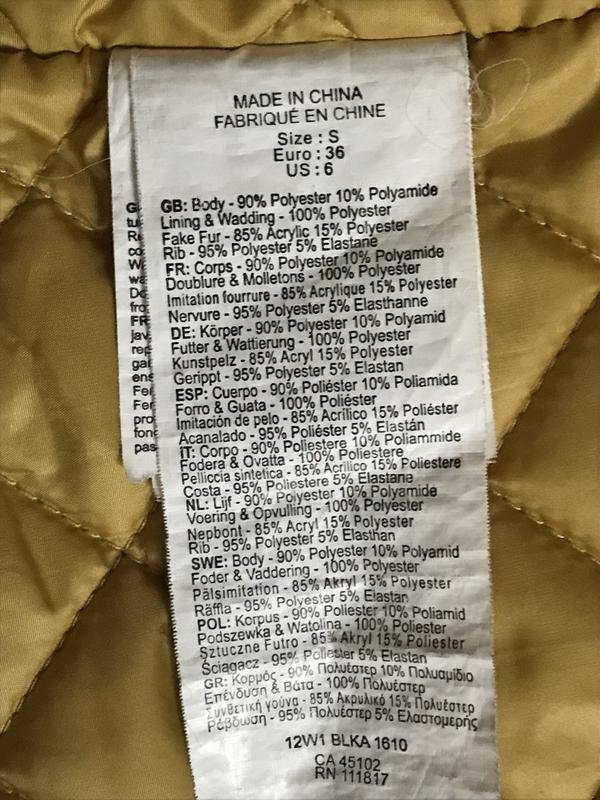 MADE IN CHINA
FABRIQUÉ EN CHINE
Size : S
Euro : 36
US : 6
GB: Body - 90% Polyester 10% Polyamide
Lining & Wadding - 100% Polyester
Fake Fur - 85% Acrylic 15% Polyester
Rib - 95% Polyester 5% Elastane
FR: Corps - 90% Polyester 10% Polyamide
Doublure & Molletons - 100% Polyester
Imitation fourrure - 85% Acrylique 15% Polyester
Nervure - 95% Polyester 5% Elasthanne
DE: Körper - 90% Polyester 10% Polyamid
Futter & Wattierung - 100% Polyester
Kunstpelz - 85% Acryl 15% Polyester
Gerippt - 95% Polyester 5% Elastan
ESP: Cuerpo - 90% Poliéster 10% Poliamida
Forro & Guata - 100% Poliéster
Imitación de pelo - 85% Acrílico 15% Poliéster
Acanalado - 95% Poliéster 5% Elastán
IT: Corpo - 90% Poliestere 10% Poliammide
Fodera & Ovatta - 100% Poliestere
Pelliccia sintetica - 85% Acrilico 15% Poliestere
Costa - 95% Poliestere 5% Elastane
NL: Lijf - 90% Polyester 10% Polyamide
Voering & Opvulling - 100% Polyester
Nepbont - 85% Acryl 15% Polyester
Rib - 95% Polyester 5% Elasthan
SWE: Body - 90% Polyester 10% Polyamid
Foder & Vaddering - 100% Polyester
Pälsimitation - 85% Akryl 15% Polyester
Räffla - 95% Polyester 5% Elastan
POL: Korpus - 90% Poliester 10% Poliamid
Podszewka & Watolina - 100% Poliester
Sztuczne Futro - 85% Akryl 15% Poliester
Ściągacz - 95% Poliester 5% Elastan
GR: Κορμός - 90% Πολυέστερ 10% Πολυαμίδιο
Επένδυση & Βάτα - 100% Πολυέστερ
Συνθετική γούνα - 85% Ακρυλικό 15% Πολυέστερ
Ράβδωση - 95% Πολυέστερ 5% Ελαστομερής
12W1 BLKA 1610
CA 45102
RN 111817